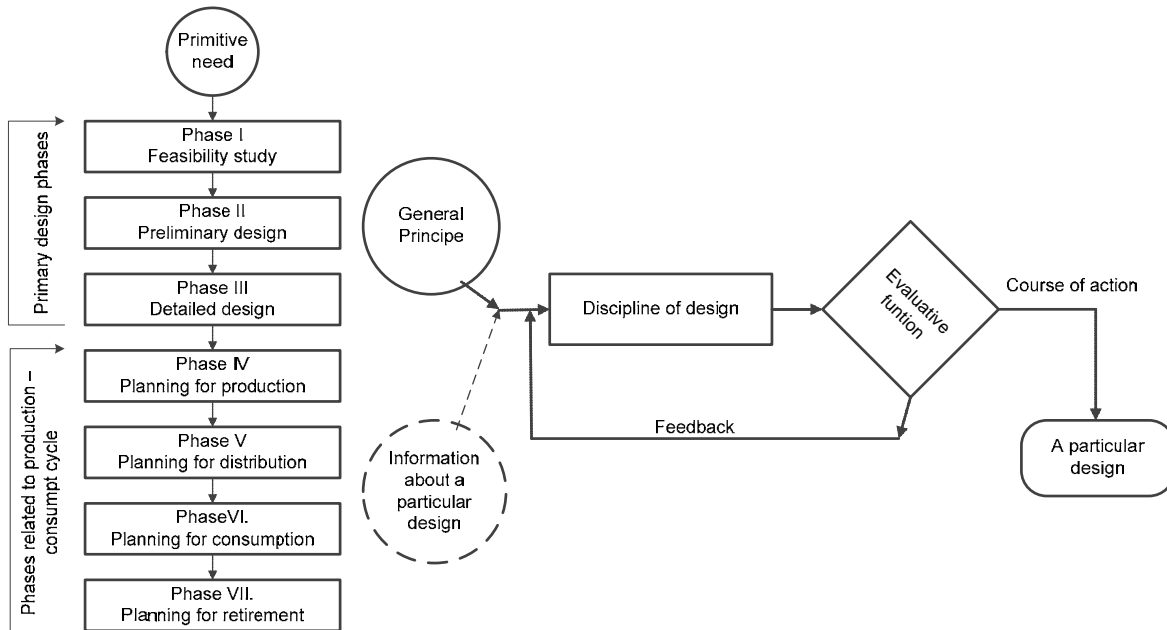 Primitive
need
Primary design phases
Phase I
Feasibility study
Phase II
Preliminary design
Phase III
Detailed design
Phases related to production –
consumpt cycle
Phase IV
Planning for production
Phase V
Planning for distribution
PhaseVI.
Planning for consumption
Phase VII.
Planning for retirement
General
Principe
Information
about a
particular
design
Discipline of design
Evaluative
funtion
Feedback
Course of action
A particular
design